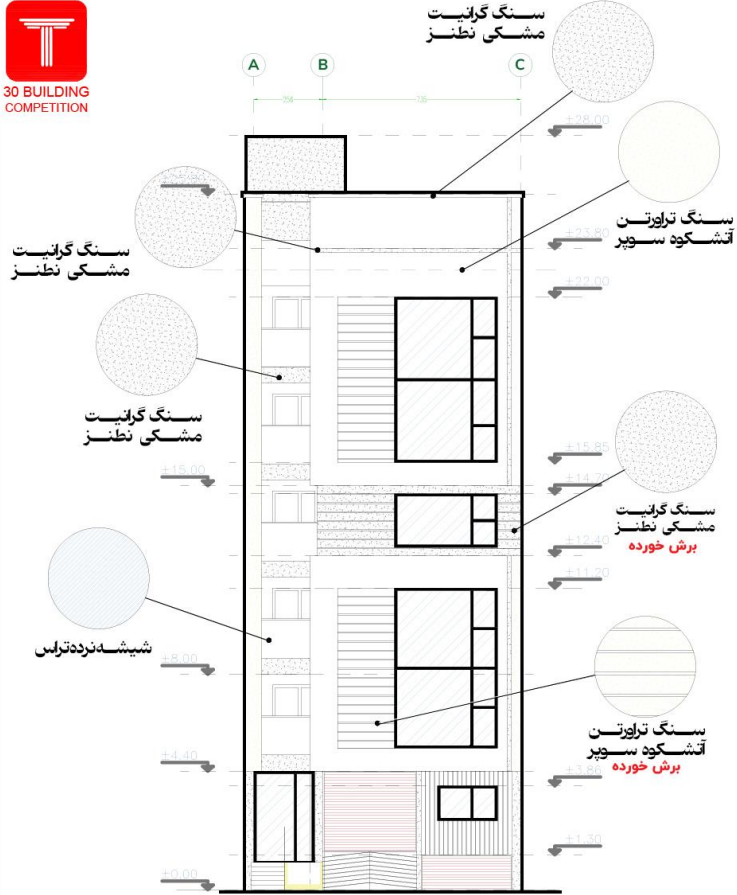 30 BUILDING
COMPETITION
سنگ گرانیت
مشکی نطنز
A
B
C
250
735
±28.00
سنگ تراورتن
آتشکوه سوپر
±23.80
سنگ گرانیت
مشکی نطنز
±22.00
سنگ گرانیت
مشکی نطنز
±15.85
±15.00
±14.70
سنگ گرانیت
مشکی نطنز
برش خورده
±12.40
±11.20
شیشه‌نرده‌تراس
±8.00
سنگ تراورتن
آتشکوه سوپر
برش خورده
±4.40
±3.86
±1.30
±0.00